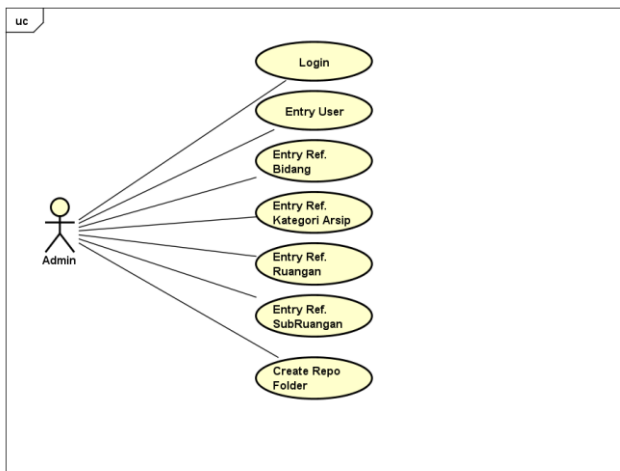 uc
Login
Entry User
Entry Ref.
Bidang
Entry Ref.
Kategori Arsip
Admin
Entry Ref.
Ruangan
Entry Ref.
SubRuangan
Create Repo
Folder